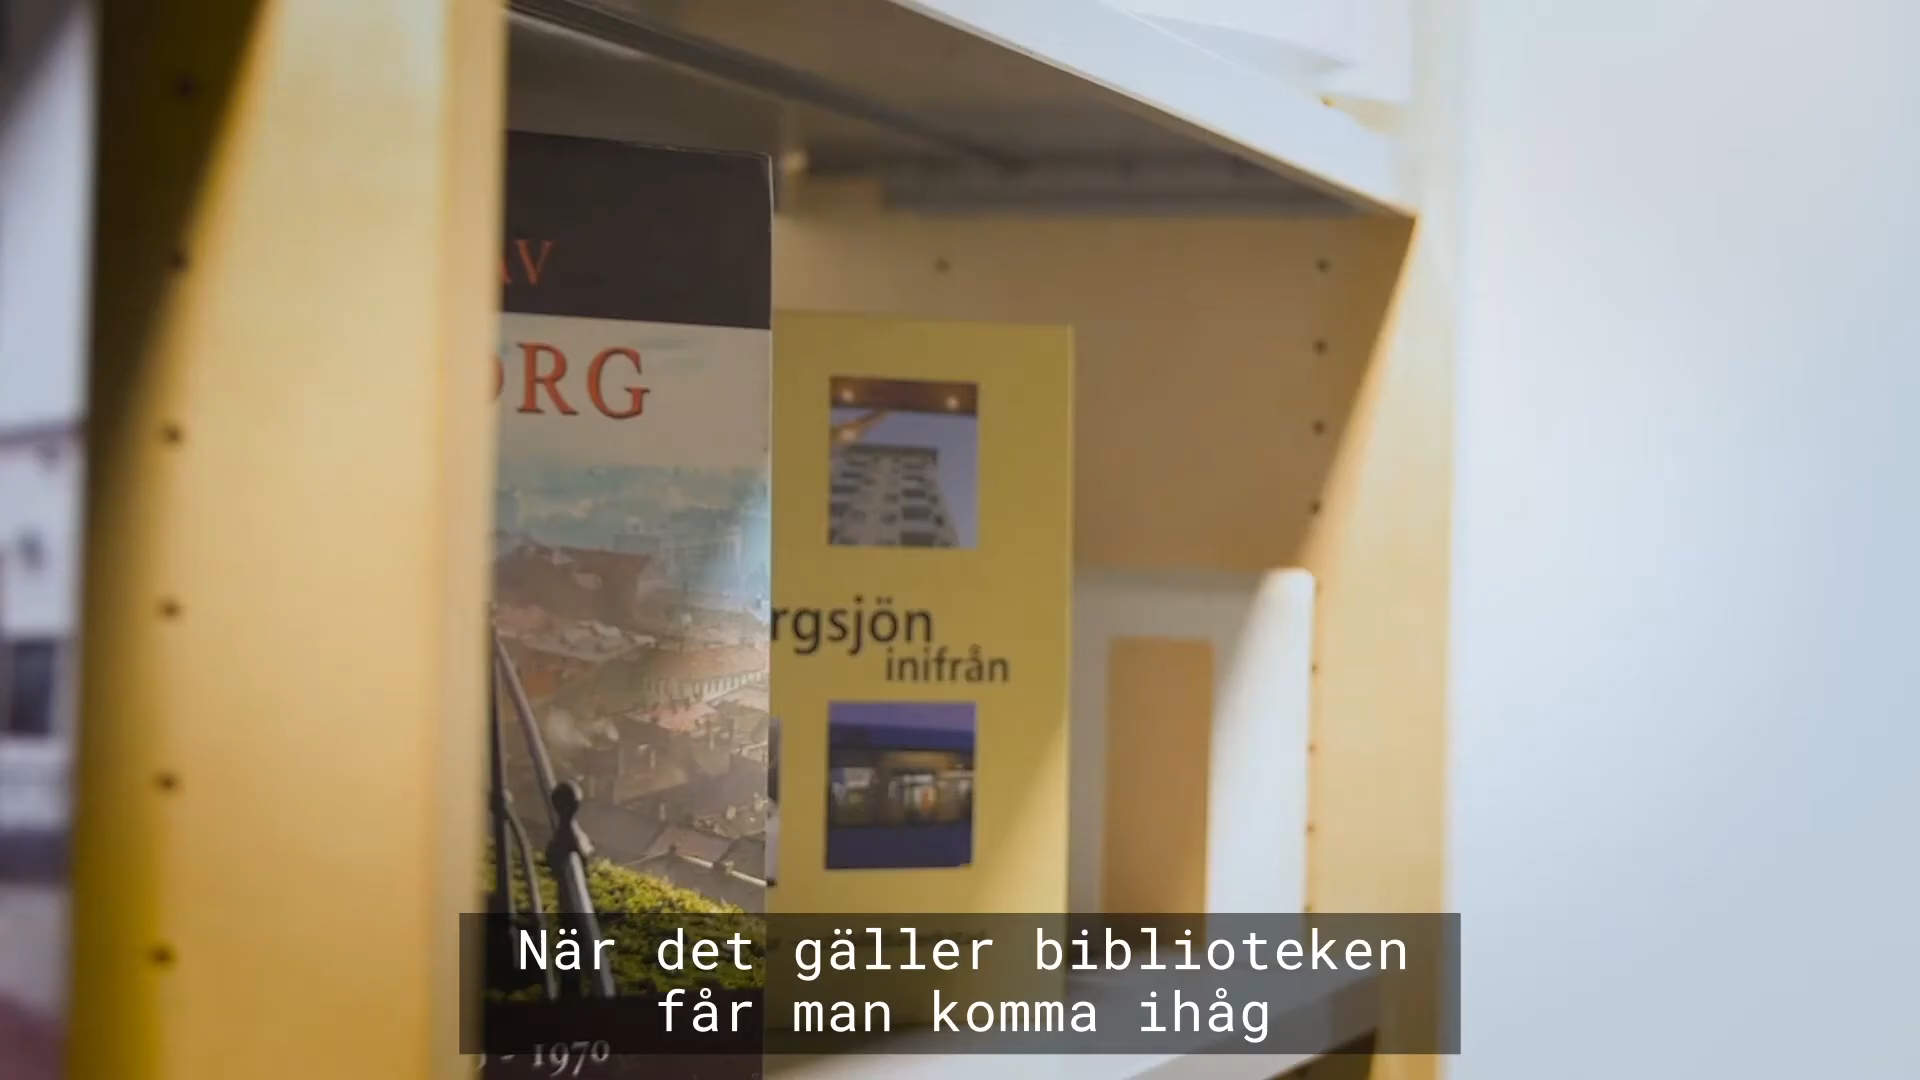 AV
ORG
rgsjön
inifrån
När det gäller biblioteken
får man komma ihåg
- 1970